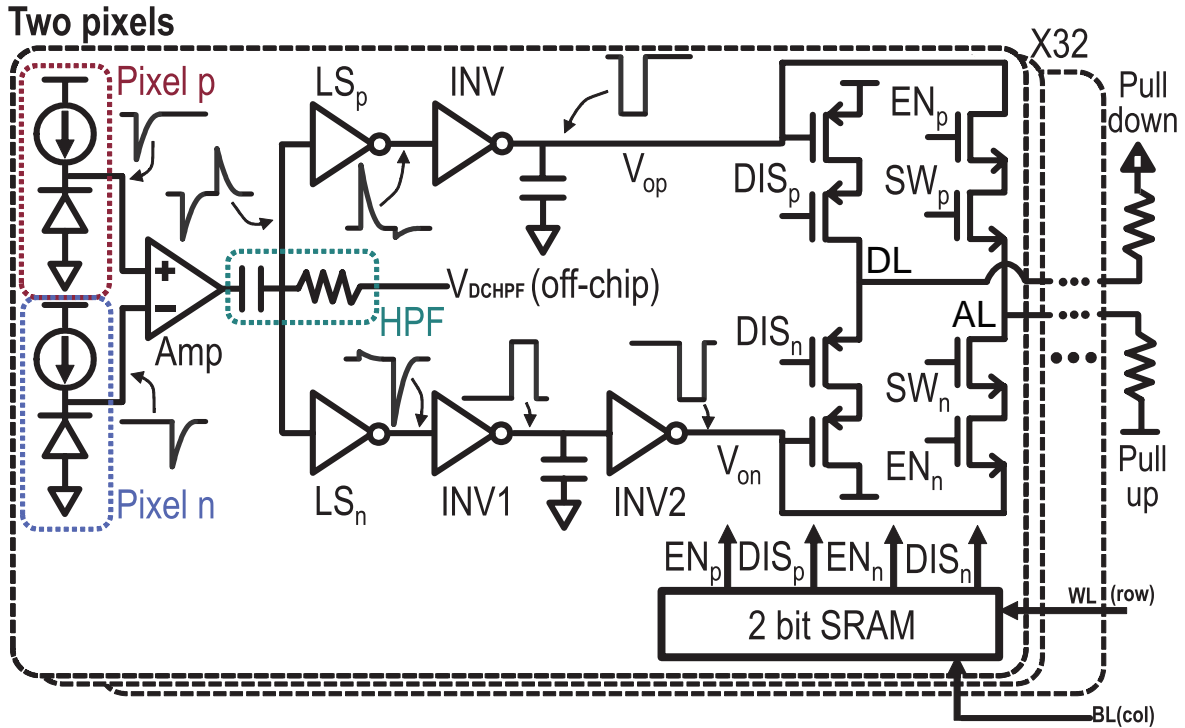 Two pixels
X32
Pixel p
LSp
INV
ENp
Pull
down
DISp
SWp
Vop
+
−
DL
VDCHPF (off-chip)
HPF
AL
Amp
DISn
SWn
Pixel n
LSn
INV1
INV2
Von
ENn
Pull
up
ENp DISp ENn DISn
2 bit SRAM
WL (row)
BL(col)